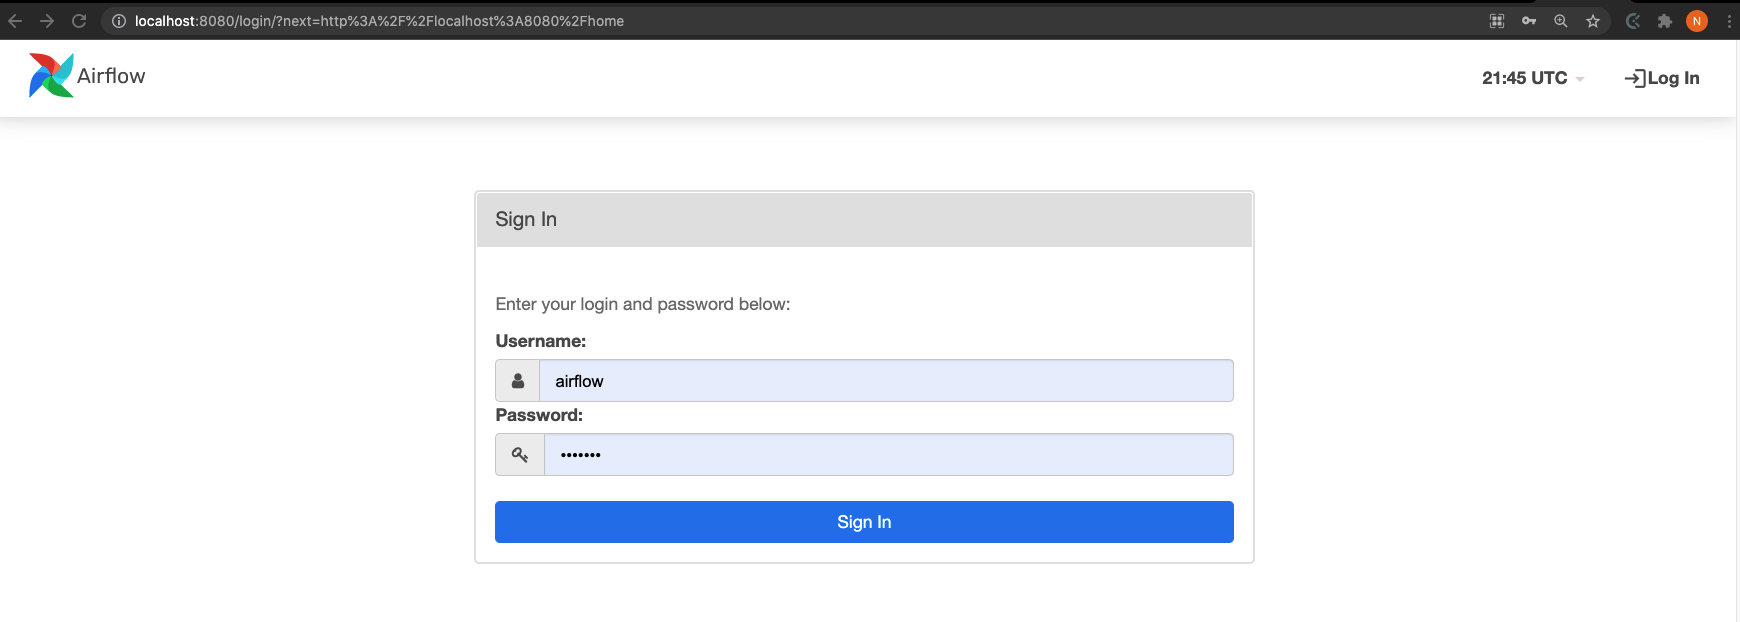 localhost:8080/login/?next=http%3A%2F%2Flocalhost%3A8080%2Fhome
N
Airflow
21:45 UTC
Log In
Sign In
Enter your login and password below:
Username:
airflow
Password:
•••••••
Sign In